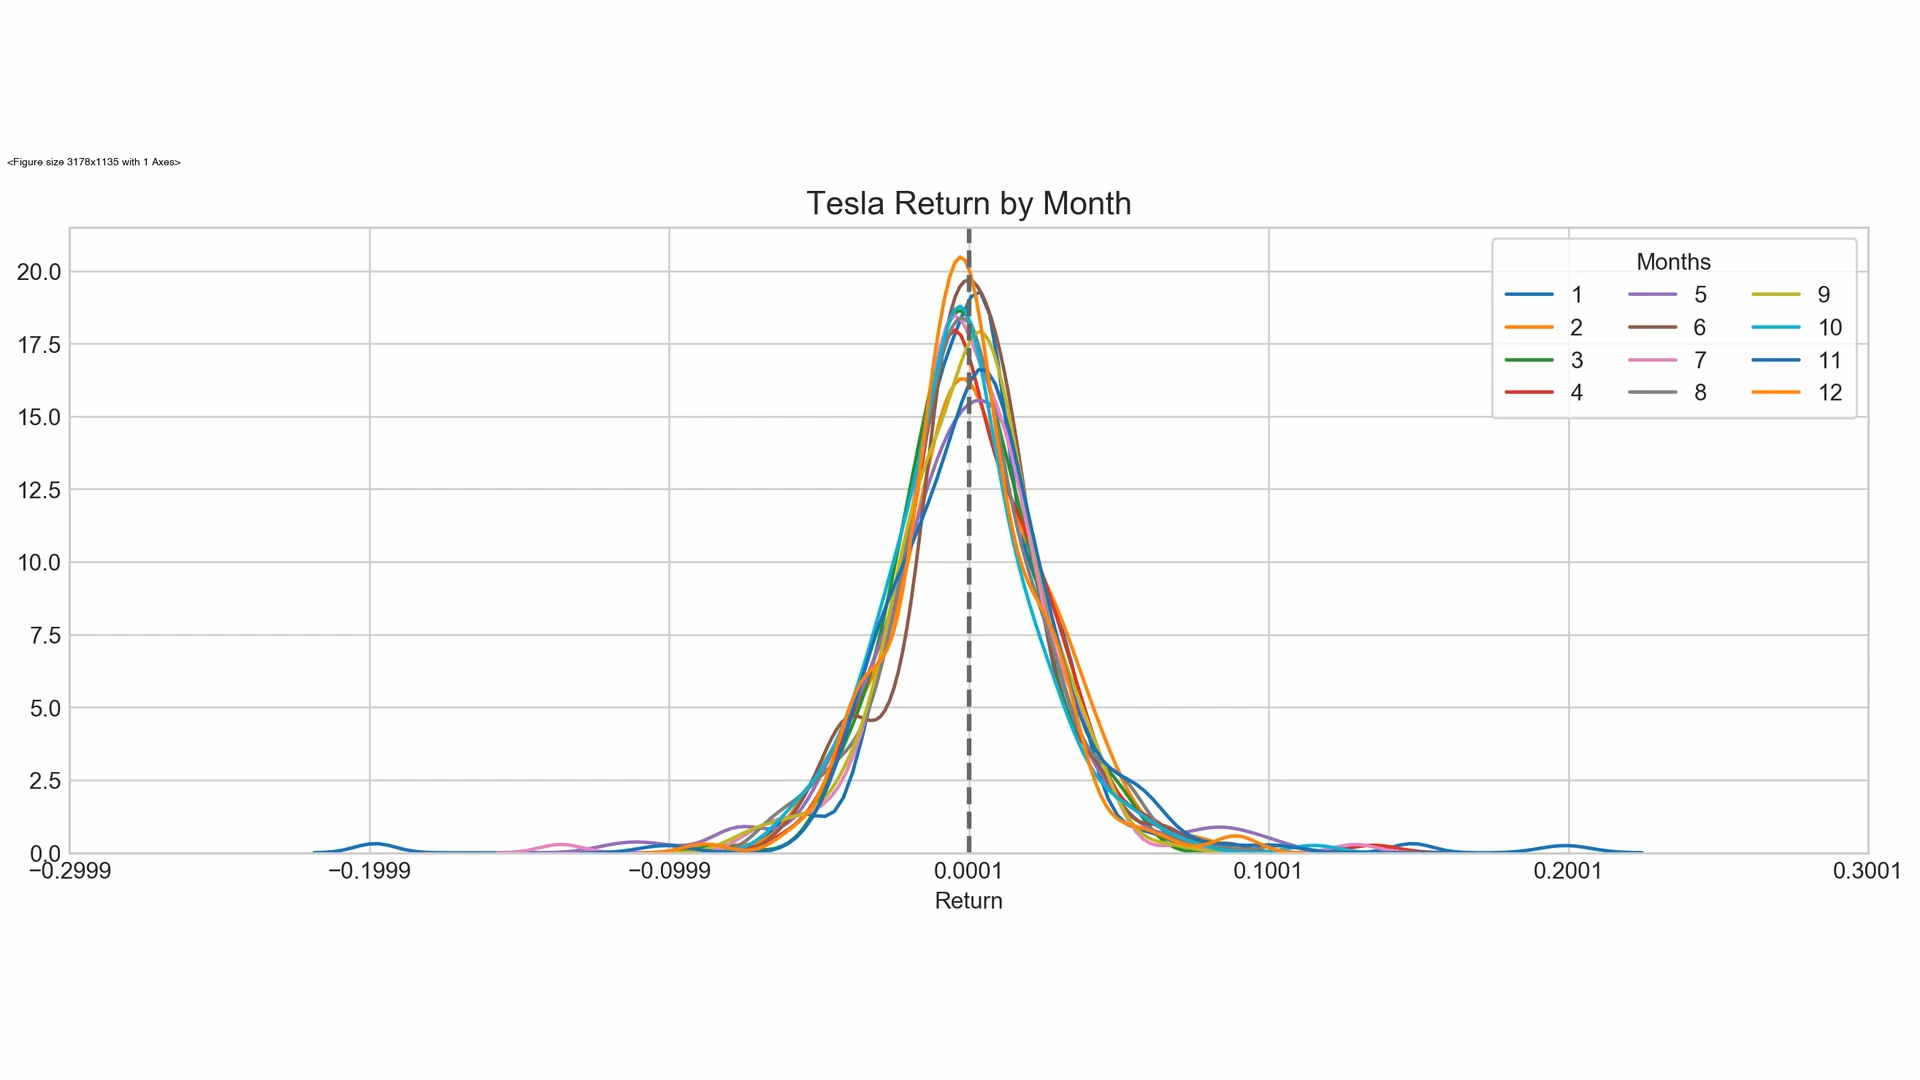 <Figure size 3178x1135 with 1 Axes>
Tesla Return by Month
20.0
17.5
15.0
12.5
10.0
7.5
5.0
2.5
0.0
Months
1 5 9
2 6 10
3 7 11
4 8 12
−0.2999 −0.1999 −0.0999 0.0001 0.1001 0.2001 0.3001
Return